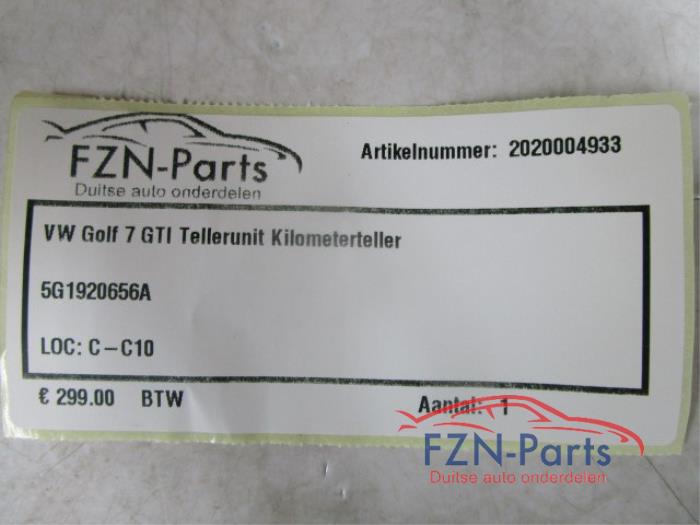 FZN-Parts
Duitse auto onderdelen
Artikelnummer: 2020004933
VW Golf 7 GTI Tellerunit Kilometerteller
5G1920656A
LOC: C-C10
€ 299.00 BTW
Aantal: 1
FZN-Parts
Duitse auto onderdelen